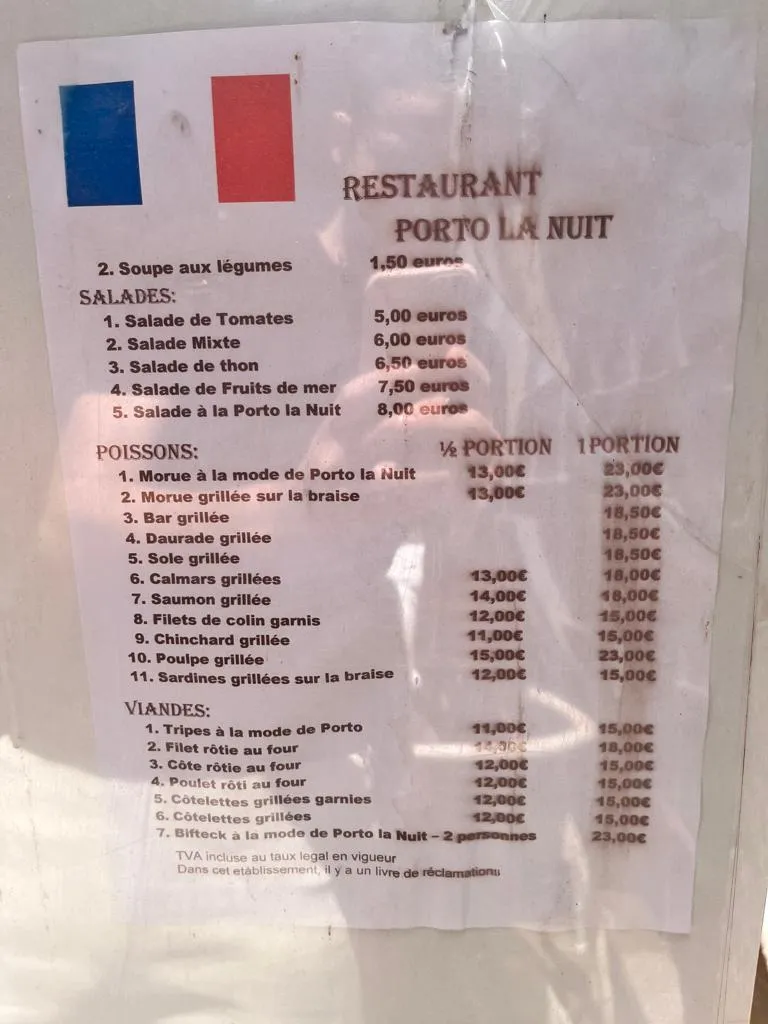 RESTAURANT
PORTO LA NUIT
2. Soupe aux légumes 1,50 euros
SALADES:
1. Salade de Tomates 5,00 euros
2. Salade Mixte 6,00 euros
3. Salade de thon 6,50 euros
4. Salade de Fruits de mer 7,50 euros
5. Salade à la Porto la Nuit 8,00 euros
POISSONS: ½ PORTION 1 PORTION
1. Morue à la mode de Porto la Nuit 13,00€ 23,00€
2. Morue grillée sur la braise 13,00€ 23,00€
3. Bar grillée 18,50€
4. Daurade grillée 18,50€
5. Sole grillée 18,50€
6. Calmars grillées 13,00€ 18,00€
7. Saumon grillée 14,00€ 18,00€
8. Filets de colin garnis 12,00€ 15,00€
9. Chinchard grillée 11,00€ 15,00€
10. Poulpe grillée 15,00€ 23,00€
11. Sardines grillées sur la braise 12,00€ 15,00€
VIANDES:
1. Tripes à la mode de Porto 11,00€ 15,00€
2. Filet rôtie au four 14,00€ 18,00€
3. Côte rôtie au four 12,00€ 15,00€
4. Poulet rôti au four 12,00€ 15,00€
5. Côtelettes grillées garnies 12,00€ 15,00€
6. Côtelettes grillées 12,00€ 15,00€
7. Bifteck à la mode de Porto la Nuit – 2 personnes 23,00€
TVA incluse au taux legal en vigueur
Dans cet etàblissement, il y a un livre de réclamations